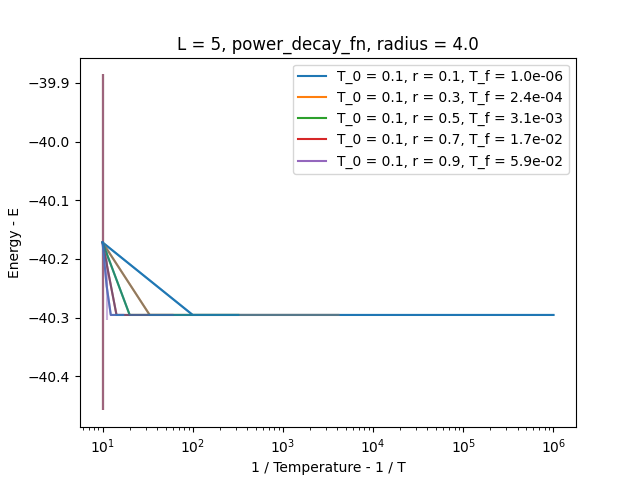 L = 5, power_decay_fn, radius = 4.0
T_0 = 0.1, r = 0.1, T_f = 1.0e-06
T_0 = 0.1, r = 0.3, T_f = 2.4e-04
T_0 = 0.1, r = 0.5, T_f = 3.1e-03
T_0 = 0.1, r = 0.7, T_f = 1.7e-02
T_0 = 0.1, r = 0.9, T_f = 5.9e-02
Energy - E
−39.9
−40.0
−40.1
−40.2
−40.3
−40.4
10¹ 10² 10³ 10⁴ 10⁵ 10⁶
1 / Temperature - 1 / T